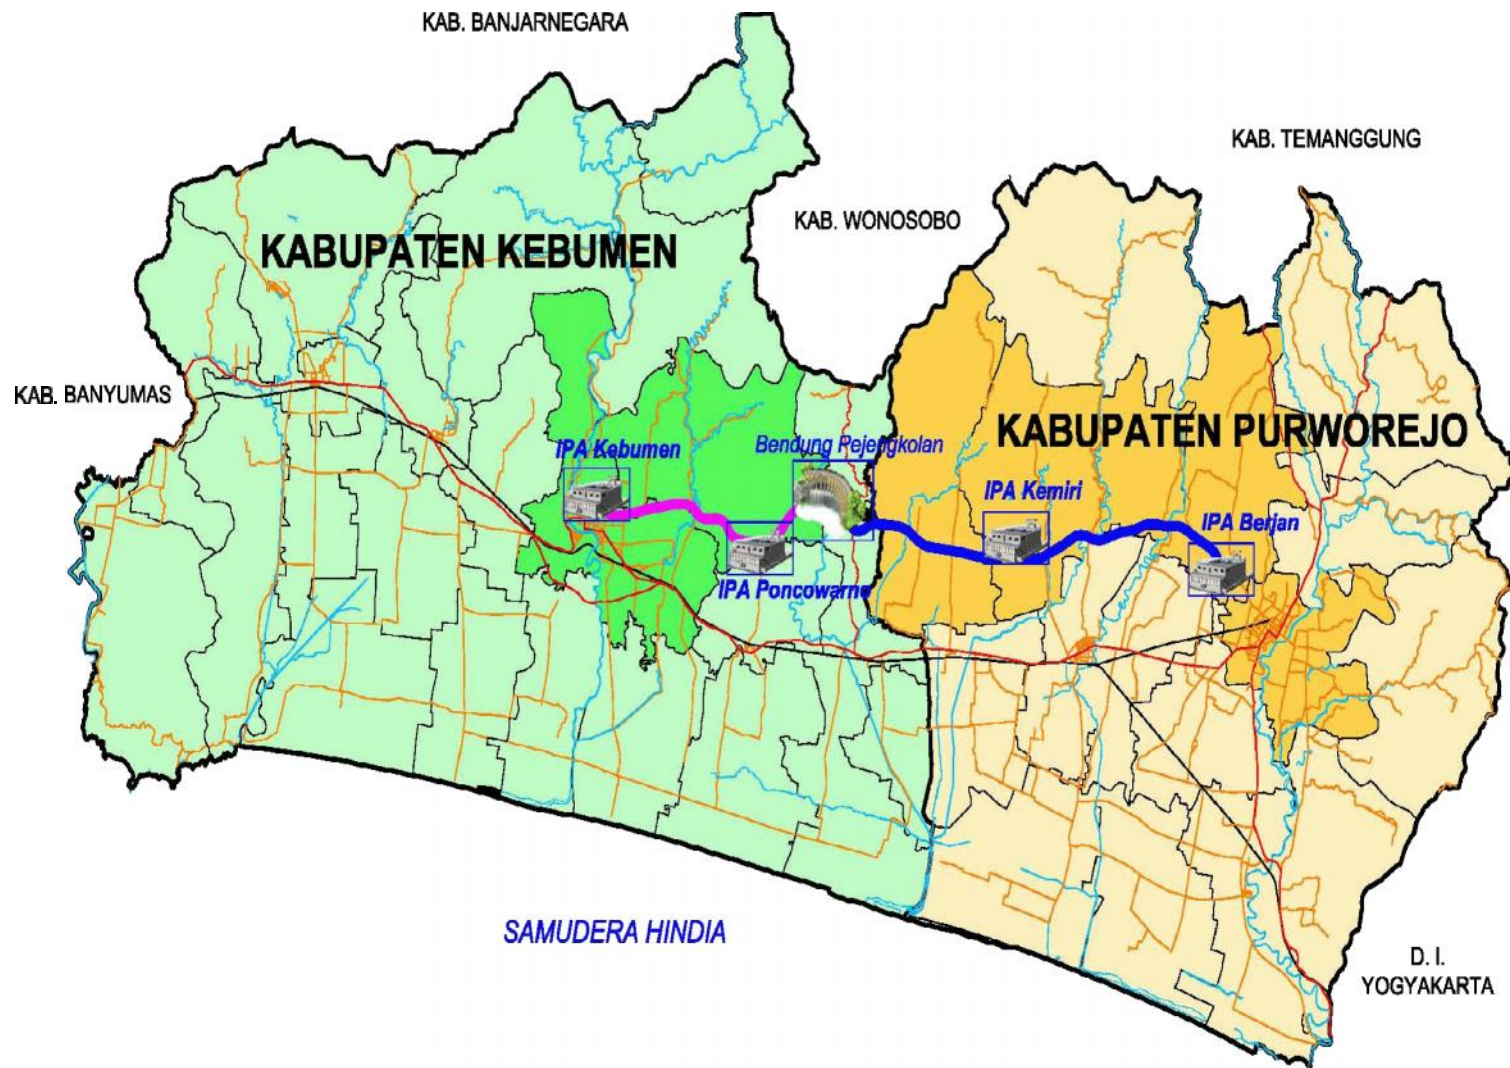 KAB. BANJARNEGARA
KAB. TEMANGGUNG
KAB. WONOSOBO
KABUPATEN KEBUMEN
KAB. BANYUMAS
KABUPATEN PURWOREJO
IPA Kebumen
Bendung Pejengkolan
IPA Kemiri
IPA Berjan
IPA Poncowarno
SAMUDERA HINDIA
D. I.
YOGYAKARTA